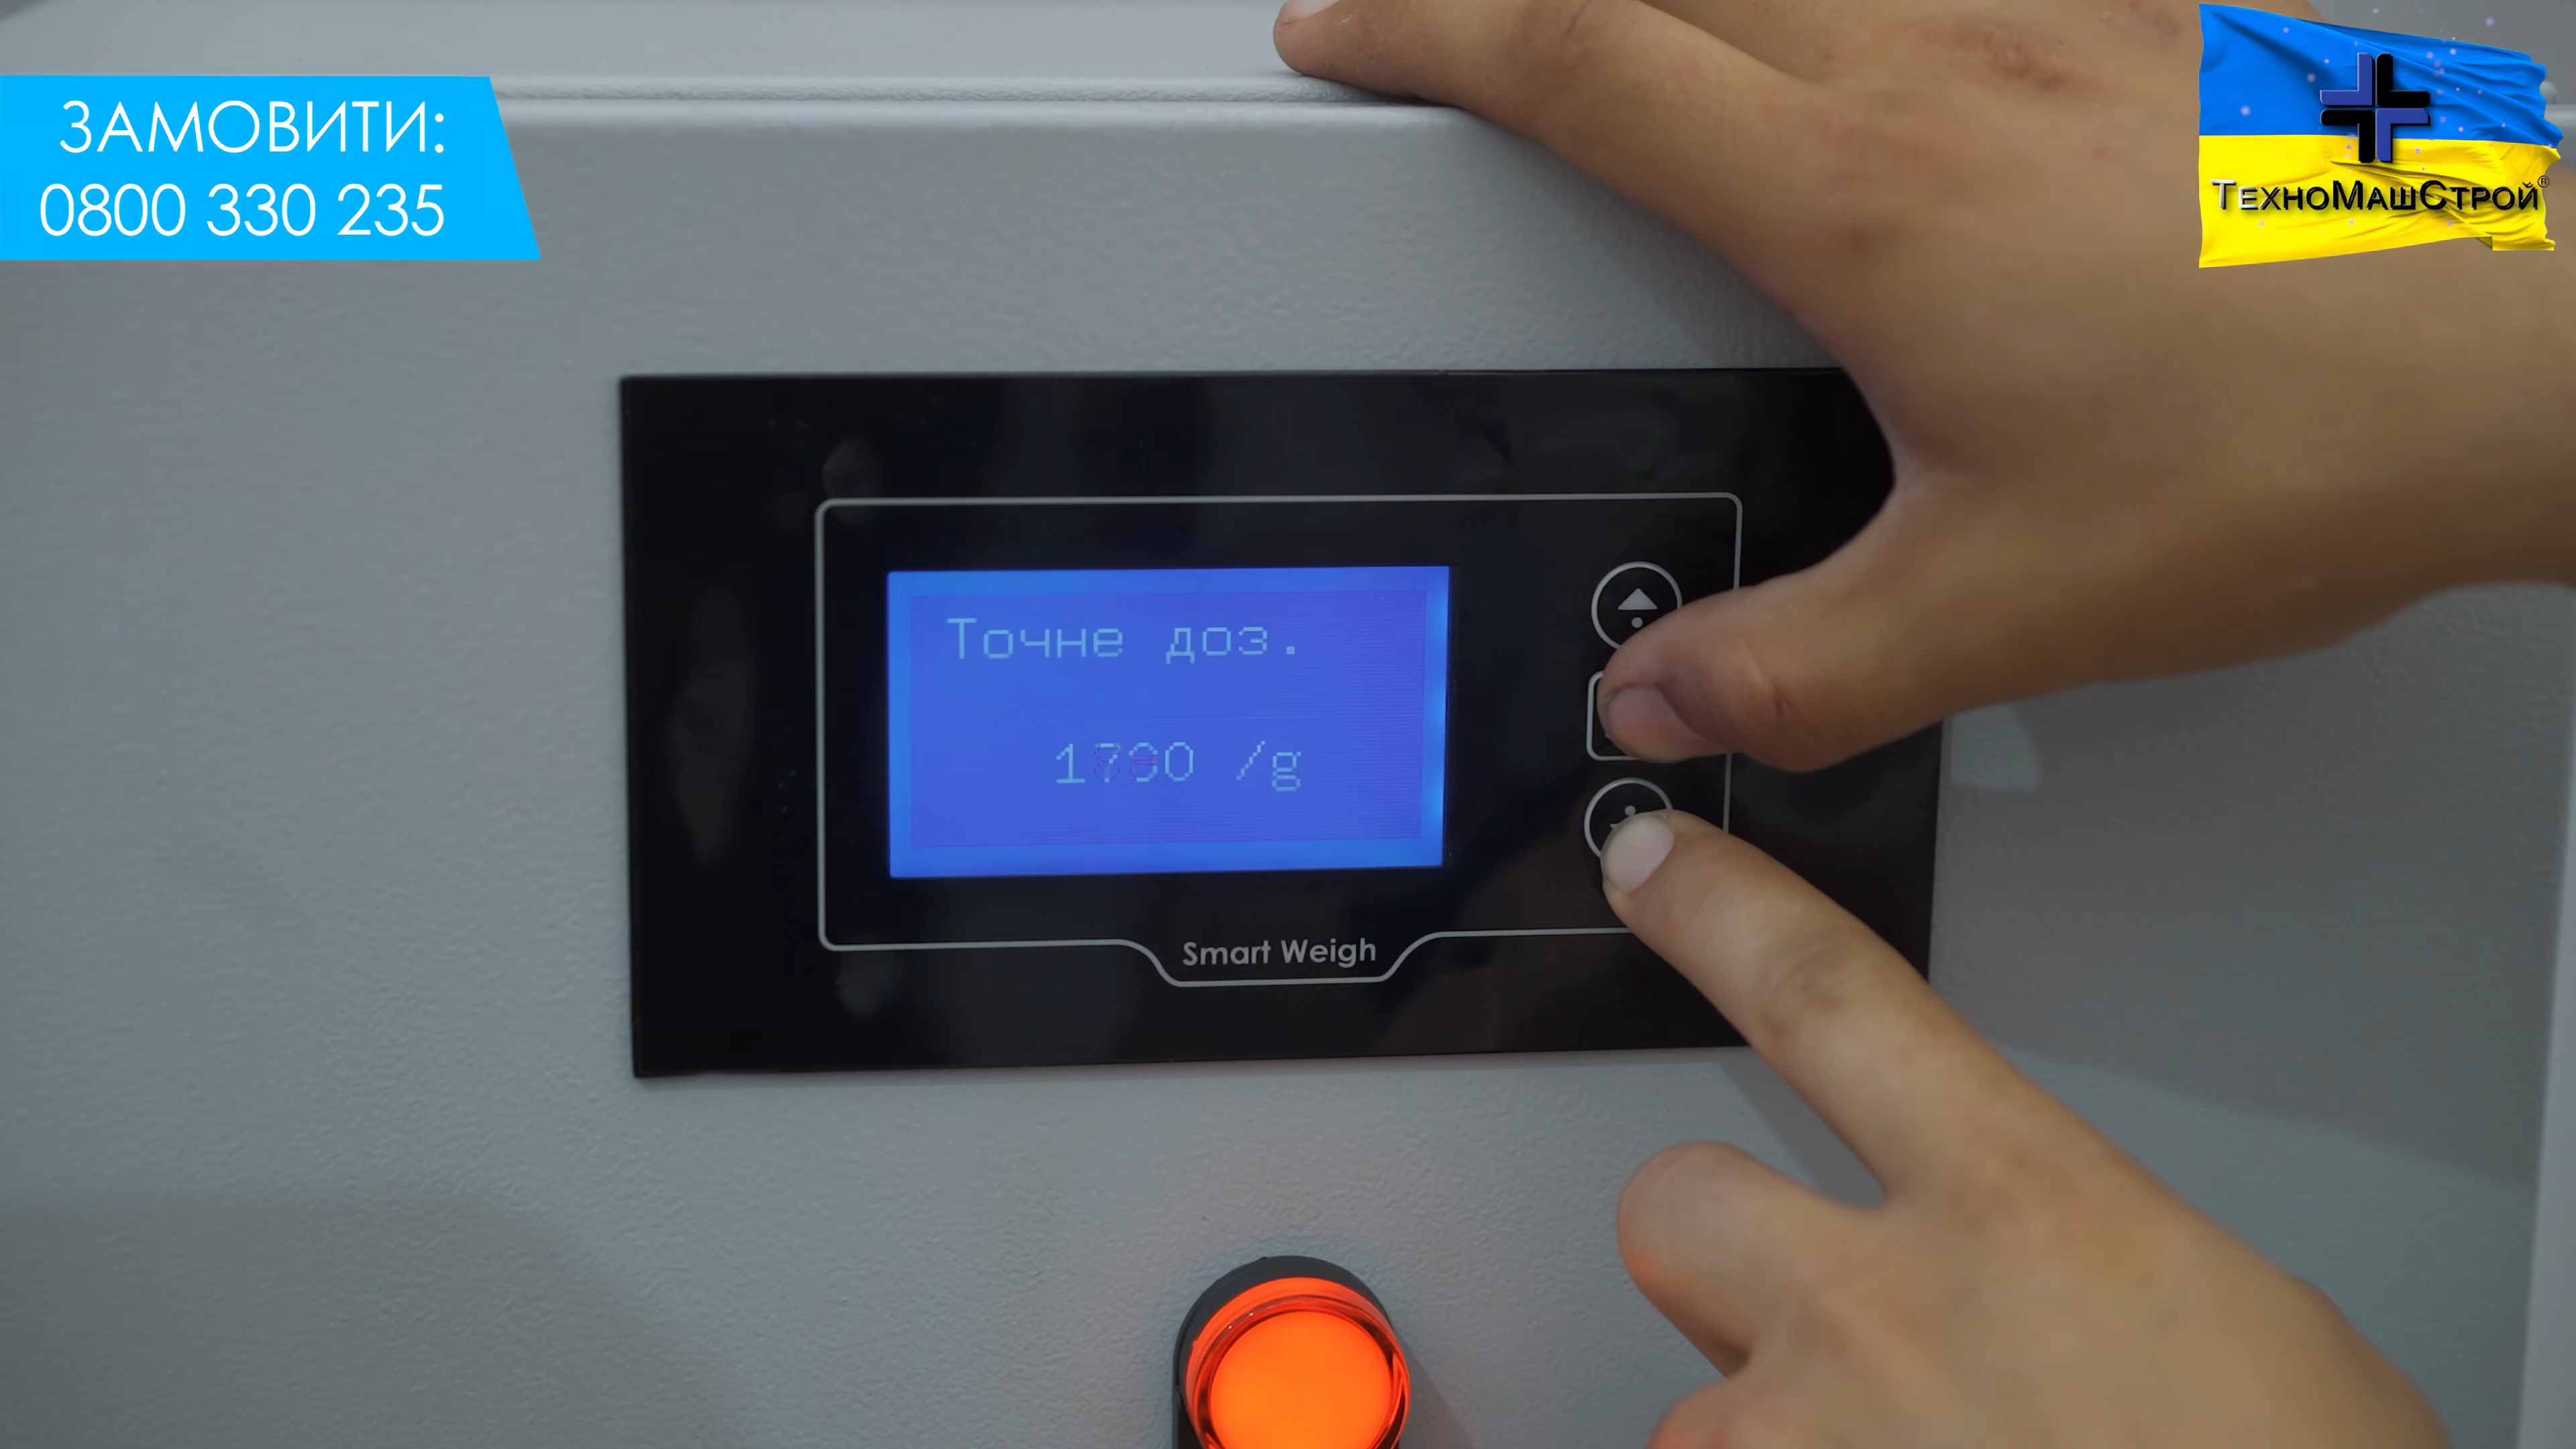 ЗАМОВИТИ:
0800 330 235
ТЕХНОМАШСТРОЙ®
Точне доз.
/g
Smart Weigh